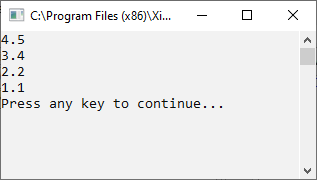 C:\Program Files (x86)\Xi...
4.5
3.4
2.2
1.1
Press any key to continue...